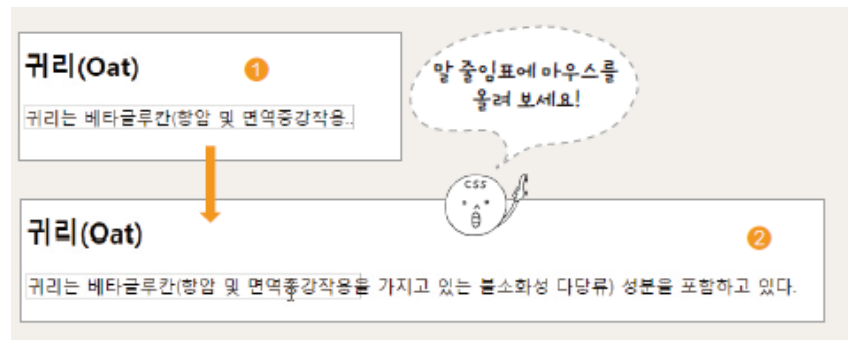 귀리(Oat)
1
귀리는 베타글루칸(항암 및 면역증강작용..
말 줄임표에 마우스를
올려 보세요!
CSS
귀리(Oat)
2
귀리는 베타글루칸(항암 및 면역증강작용을 가지고 있는 불소화성 다당류) 성분을 포함하고 있다.